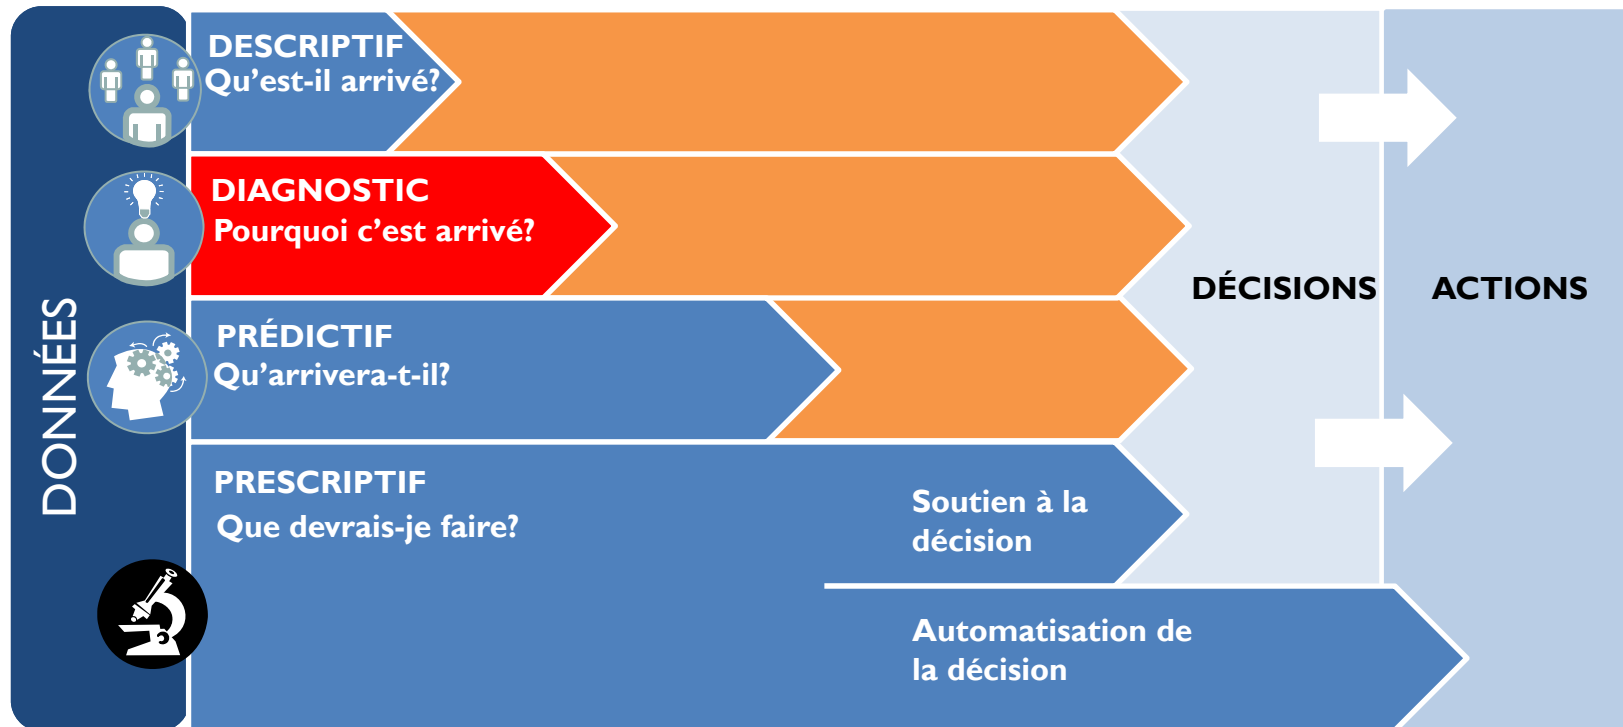 DONNÉES
DESCRIPTIF
Qu’est-il arrivé?
DIAGNOSTIC
Pourquoi c’est arrivé?
PRÉDICTIF
Qu’arrivera-t-il?
PRESCRIPTIF
Que devrais-je faire?
Soutien à la
décision
Automatisation de
la décision
DÉCISIONS
ACTIONS